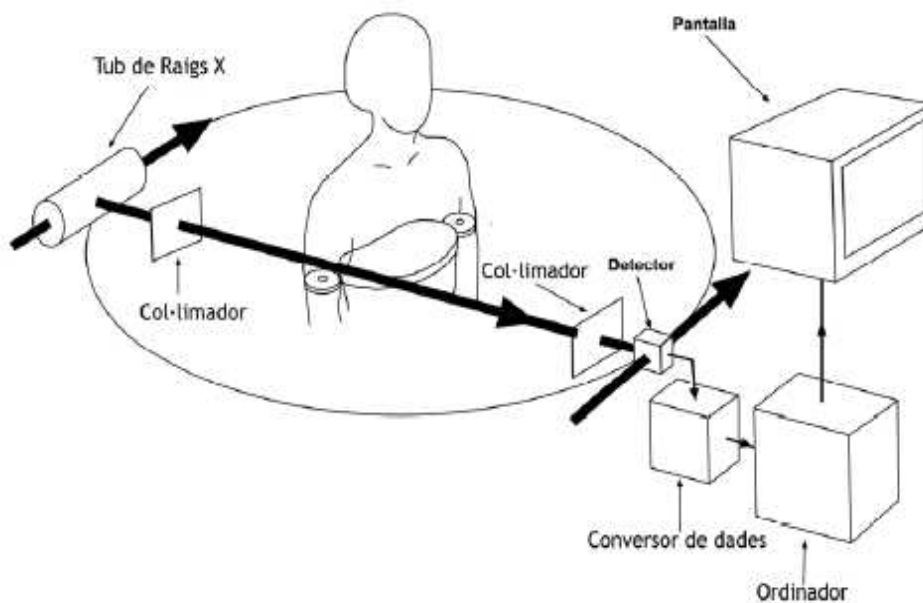 Pantalla
Tub de Raigs X
Col·limador
Detector
Col·limador
Conversor de dades
Ordinador